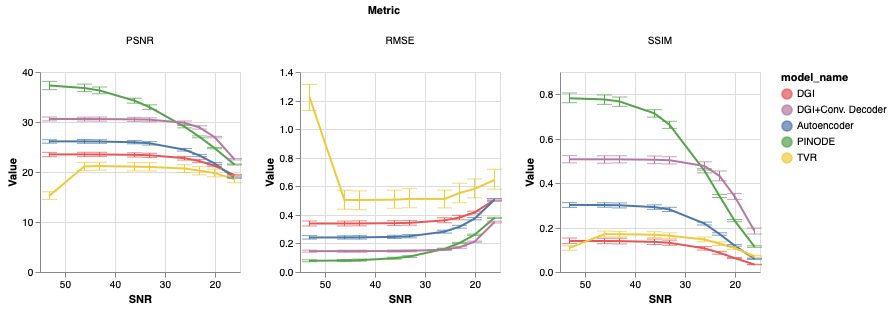 Metric
PSNR
RMSE
SSIM
40
30
20
10
0
Value
50
40
30
20
SNR
1.4
1.2
1.0
0.8
0.6
0.4
0.2
0.0
Value
50
40
30
20
SNR
0.8
0.6
0.4
0.2
0.0
Value
50
40
30
20
SNR
model_name
DGI
DGI+Conv. Decoder
Autoencoder
PINODE
TVR